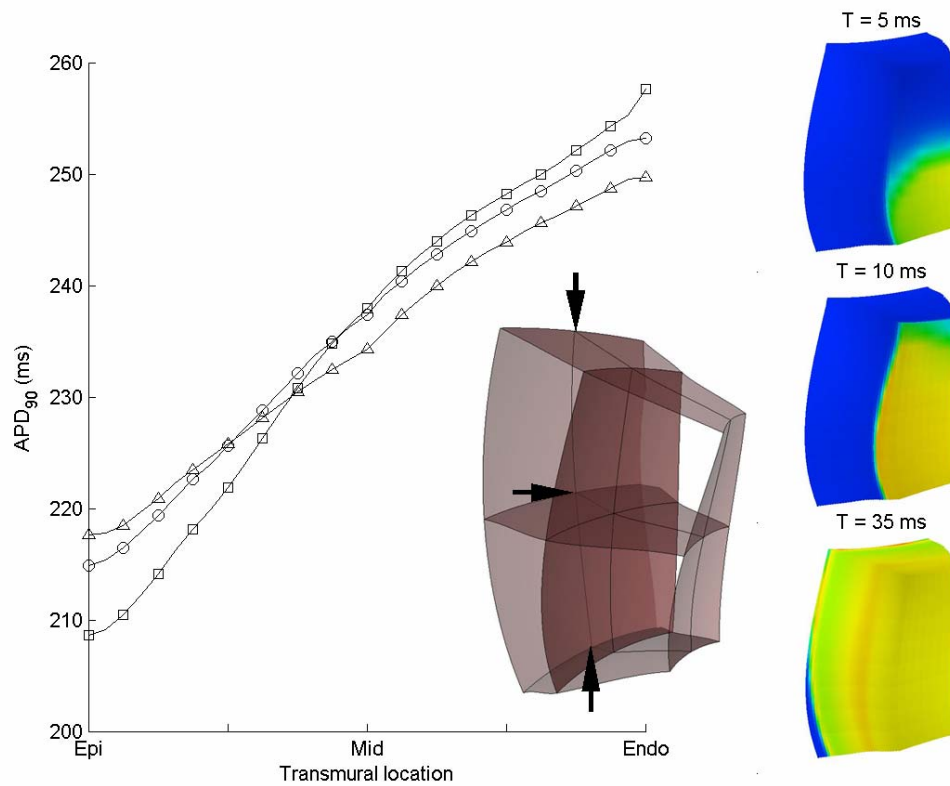 T = 5 ms
260
250
240
230
220
210
200
APD90 (ms)
Epi
Mid
Endo
Transmural location
T = 10 ms
T = 35 ms